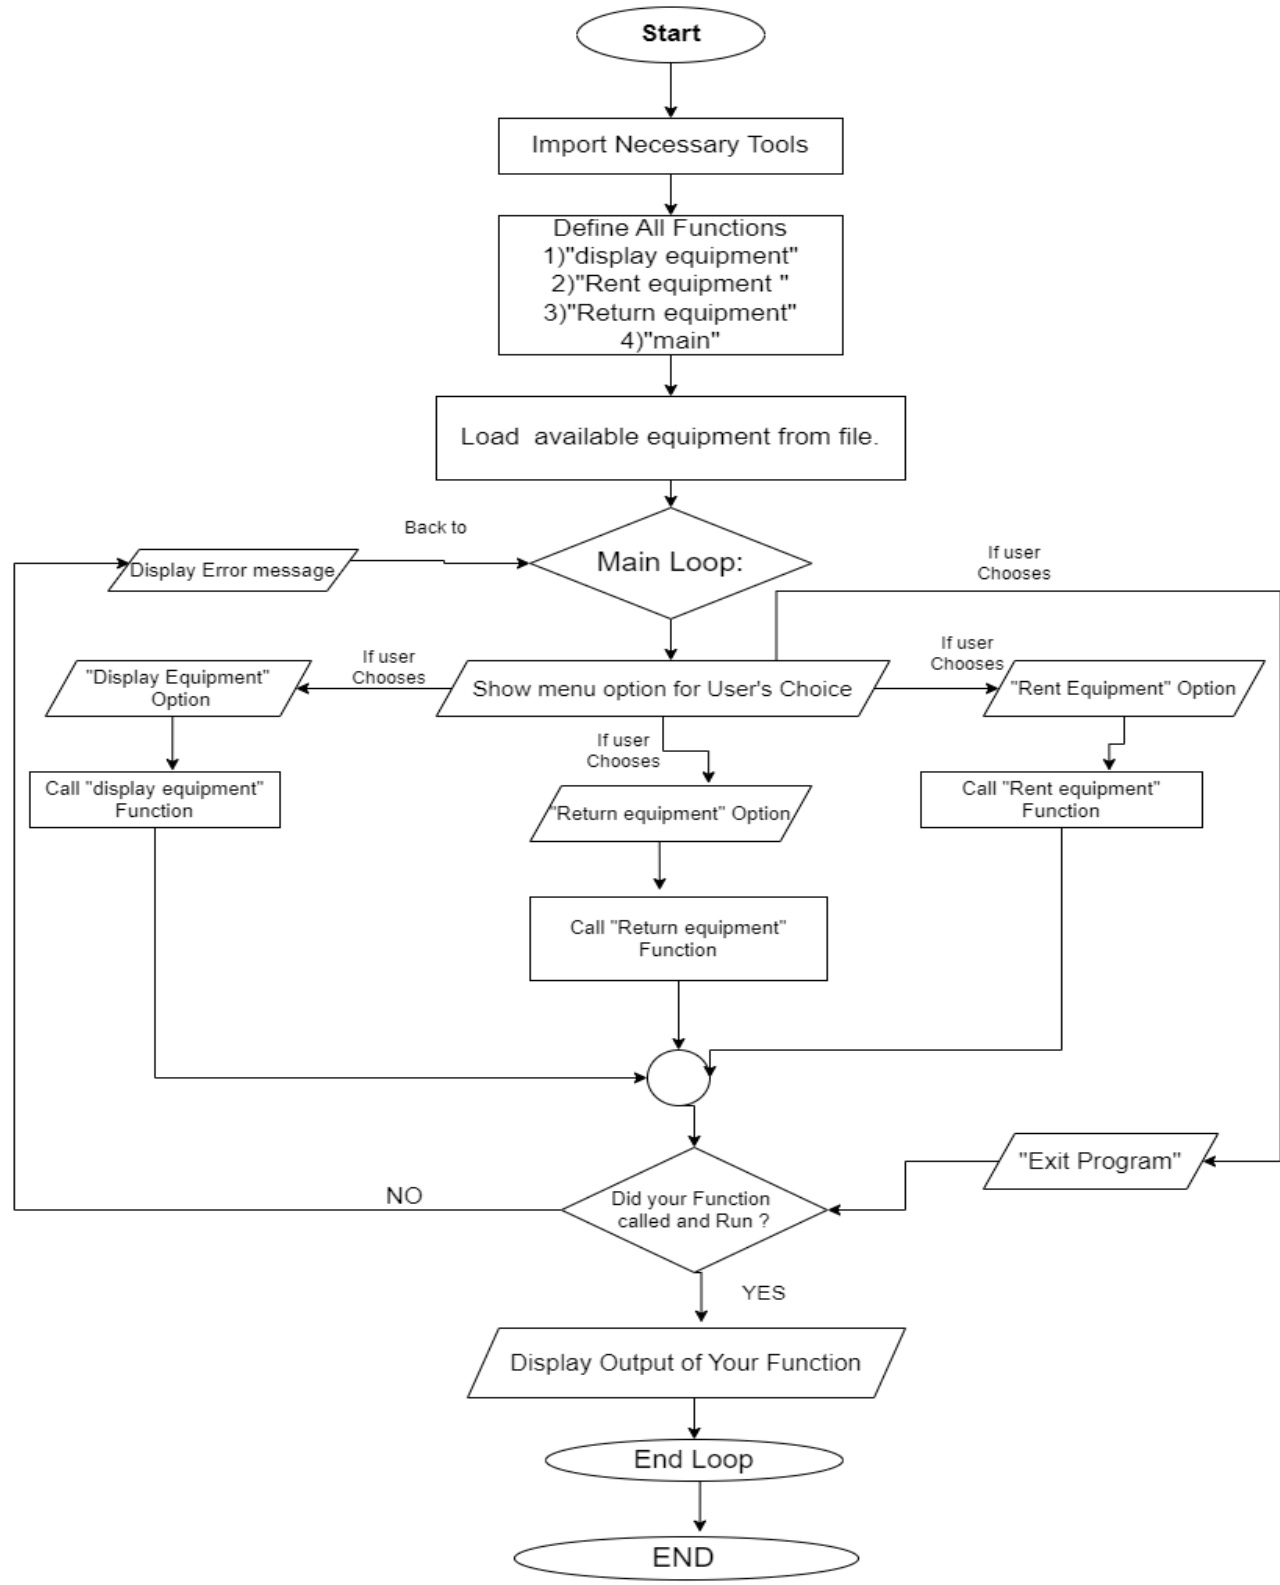 Start
Import Necessary Tools
Define All Functions
1)"display equipment"
2)"Rent equipment "
3)"Return equipment"
4)"main"
Load available equipment from file.
Back to
Display Error message
Main Loop:
If user
Chooses
"Display Equipment"
Option
If user
Chooses
Show menu option for User's Choice
If user
Chooses
"Rent Equipment" Option
If user
Chooses
Call "display equipment"
Function
"Return equipment" Option
Call "Rent equipment"
Function
Call "Return equipment"
Function
"Exit Program"
NO
Did your Function
called and Run ?
YES
Display Output of Your Function
End Loop
END